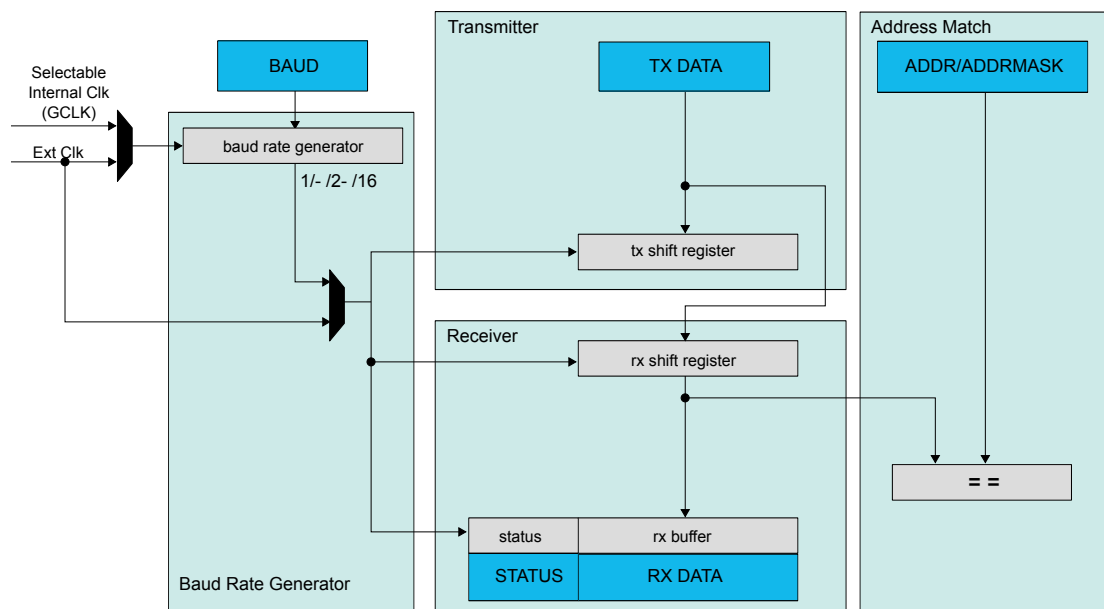 Transmitter
Address Match
BAUD
TX DATA
ADDR/ADDRMASK
Selectable
Internal Clk
(GCLK)
baud rate generator
Ext Clk
1/- /2- /16
tx shift register
Receiver
rx shift register
= =
status
rx buffer
STATUS
RX DATA
Baud Rate Generator